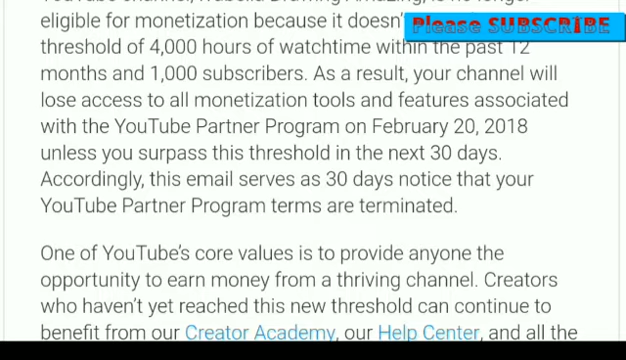 eligible for monetization because it doesn'
Please SUBSCRIBE
threshold of 4,000 hours of watchtime within the past 12
months and 1,000 subscribers. As a result, your channel will
lose access to all monetization tools and features associated
with the YouTube Partner Program on February 20, 2018
unless you surpass this threshold in the next 30 days.
Accordingly, this email serves as 30 days notice that your
YouTube Partner Program terms are terminated.
One of YouTube's core values is to provide anyone the
opportunity to earn money from a thriving channel. Creators
who haven't yet reached this new threshold can continue to
benefit from our Creator Academy, our Help Center, and all the